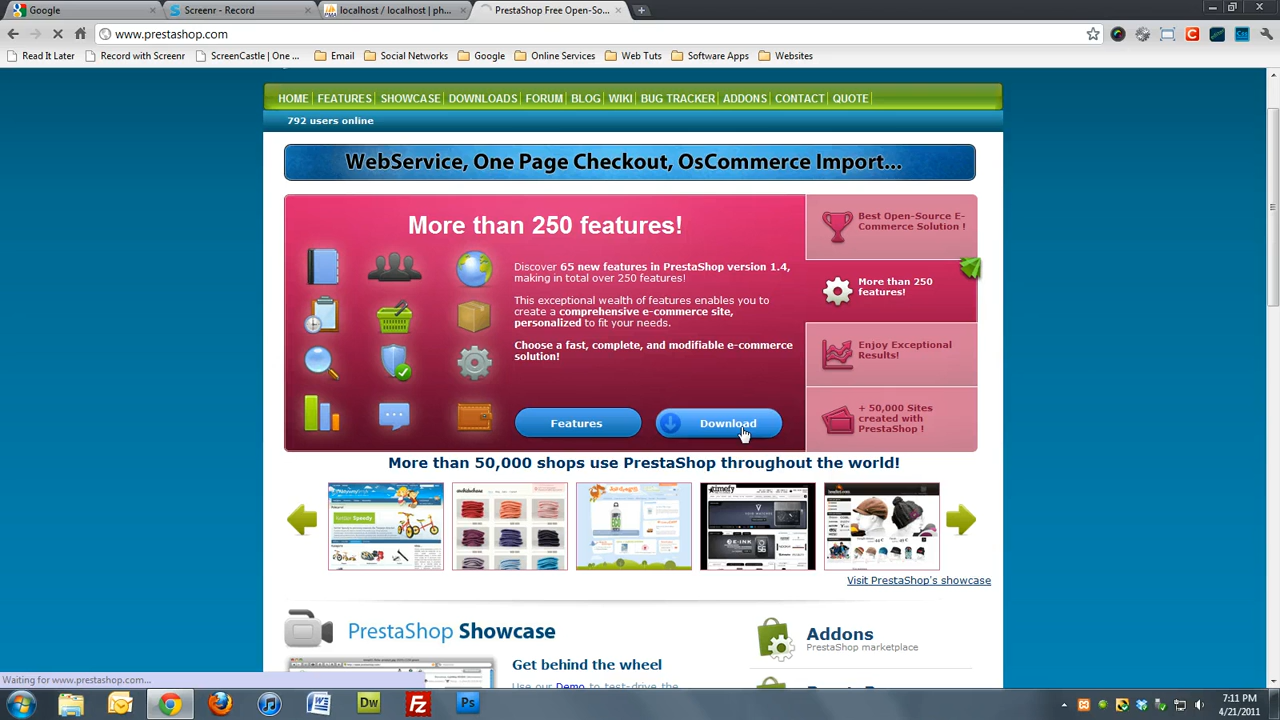 Google
Screenr - Record
localhost / localhost | ph...
PrestaShop Free Open-So...
www.prestashop.com
Read It Later
Record with Screenr
ScreenCastle | One ...
Email
Social Networks
Google
Online Services
Web Tuts
Software Apps
Websites
HOME
FEATURES
SHOWCASE
DOWNLOADS
FORUM
BLOG
WIKI
BUG TRACKER
ADDONS
CONTACT
QUOTE
792 users online
WebService, One Page Checkout, OsCommerce Import...
More than 250 features!
Discover 65 new features in PrestaShop version 1.4,
making in total over 250 features!
This exceptional wealth of features enables you to
create a comprehensive e-commerce site,
personalized to fit your needs.
Choose a fast, complete, and modifiable e-commerce
solution!
Features
Download
Best Open-Source E-
Commerce Solution !
More than 250
features!
Enjoy Exceptional
Results!
+ 50,000 Sites
created with
PrestaShop !
More than 50,000 shops use PrestaShop throughout the world!
Visit PrestaShop's showcase
PrestaShop Showcase
Get behind the wheel
Use our Demo to test-drive the
Addons
PrestaShop marketplace
Waiting for www.prestashop.com...
Dw
Fz
Ps
7:11 PM
4/21/2011